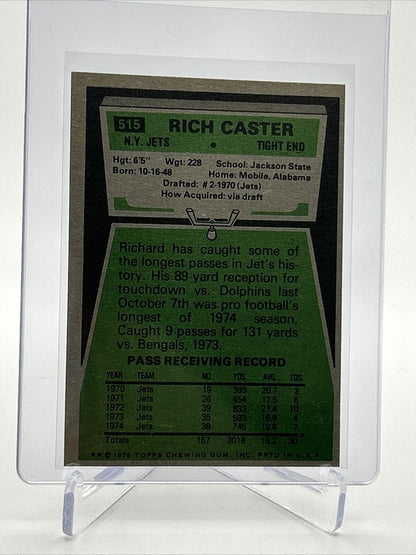 515 RICH CASTER
N.Y. JETS TIGHT END
Hgt: 6'5" Wgt: 228 School: Jackson State
Born: 10-16-48 Home: Mobile, Alabama
Drafted: #2-1970 (Jets)
How Acquired: via draft
Richard has caught some of
the longest passes in Jet's his-
tory. His 89-yard reception for
touchdown vs. Dolphins last
October 7th was pro football's
longest of 1974 season.
Caught 9 passes for 131 yards
vs. Bengals, 1973.
PASS RECEIVING RECORD
YEAR TEAM NO. YDS. AVG. TDS.
1970 Jets 19 393 20.7
1971 Jets 26 454 17.5 6
1972 Jets 39 833 21.4 10
1973 Jets 35 593 16.9 4
1974 Jets 38 745 19.6 7
Totals 157 3018 19.2 30
© 1975 TOPPS CHEWING GUM, INC. PRTD IN U.S.A.